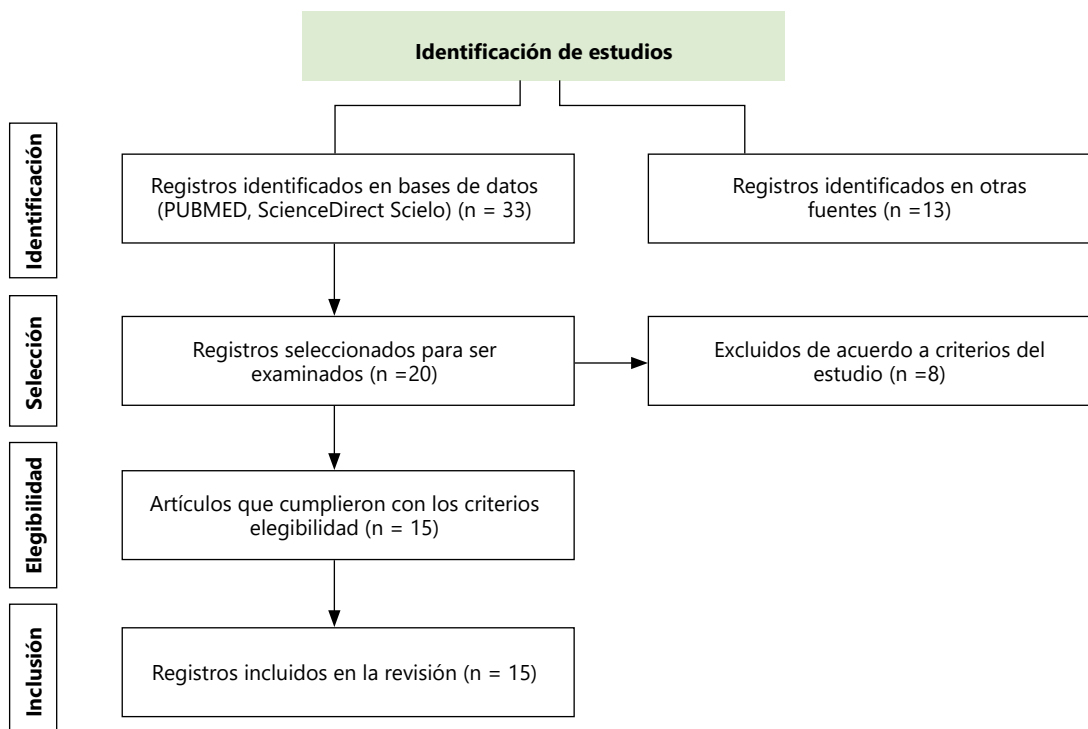 Identificación de estudios
Identificación
Registros identificados en bases de datos
(PUBMED, ScienceDirect Scielo) (n = 33)
Registros identificados en otras
fuentes (n =13)
Selección
Registros seleccionados para ser
examinados (n =20)
Excluidos de acuerdo a criterios del
estudio (n =8)
Elegibilidad
Artículos que cumplieron con los criterios
elegibilidad (n = 15)
Inclusión
Registros incluidos en la revisión (n = 15)